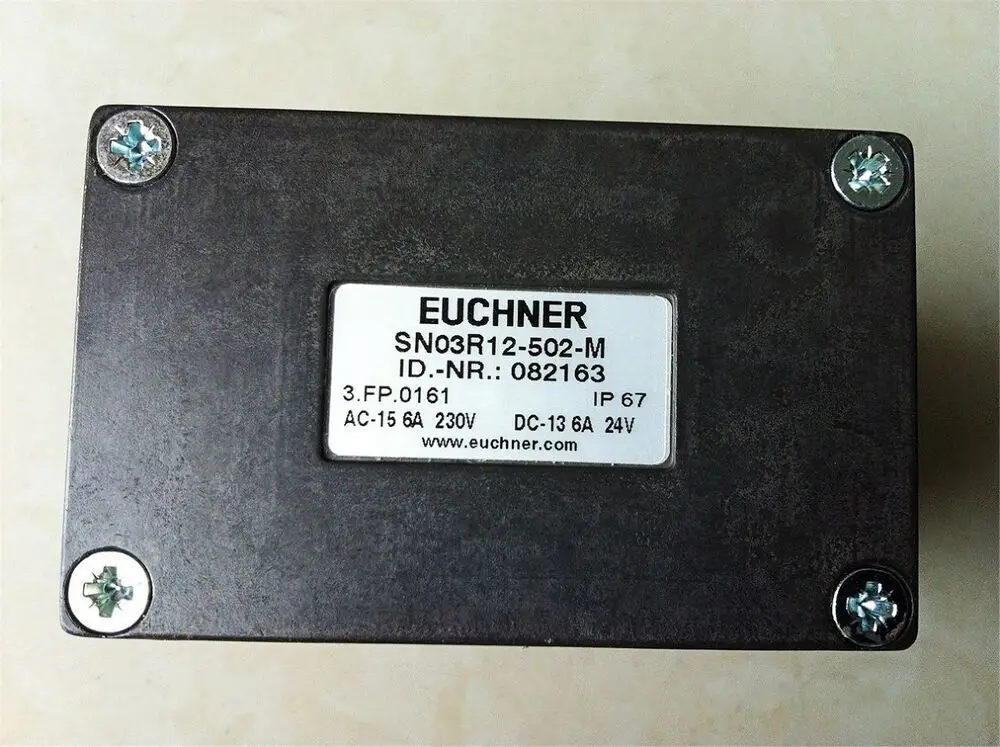 EUCHNER
SN03R12-502-M
ID.-NR.: 082163
3.FP.0161 IP 67
AC-15 6A 230V DC-13 6A 24V
www.euchner.com